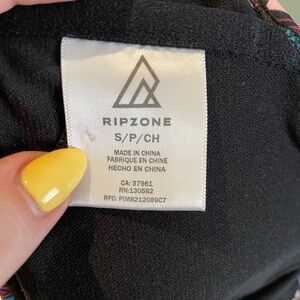 RIPZONE
S/P/CH
MADE IN CHINA
FABRIQUE EN CHINE
HECHO EN CHINA
CA: 37961
RN:130582
RFC: PIM821208907